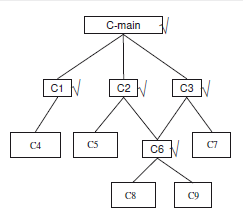 C-main √
C1 √ C2 √ C3 √
C4 C5 C6 √ C7
C8 C9